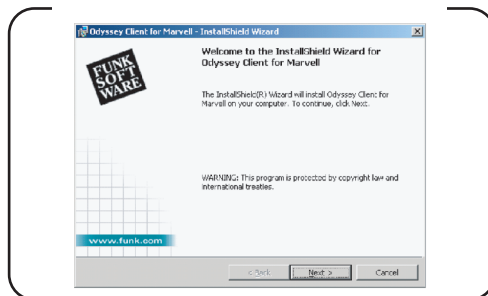 Odyssey Client for Marvell - InstallShield Wizard
FUNK
SOFT
WARE
Welcome to the InstallShield Wizard for
Odyssey Client for Marvell
The InstallShield(R) Wizard will install Odyssey Client for
Marvell on your computer. To continue, click Next.
WARNING: This program is protected by copyright law and
international treaties.
www.funk.com
< Back
Next >
Cancel